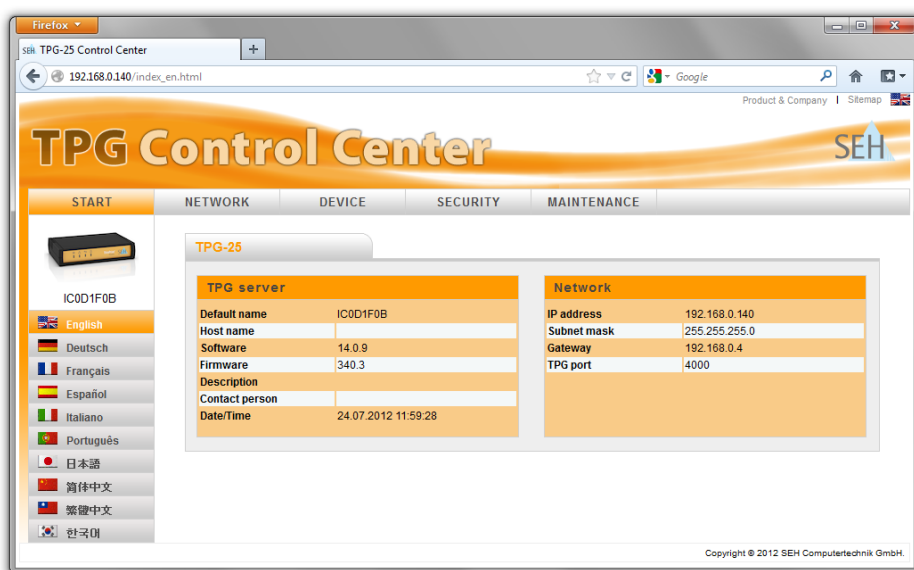 Firefox
SEH TPG-25 Control Center
192.168.0.140/index_en.html
Google
Product & Company | Sitemap
TPG Control Center
SEH
START NETWORK DEVICE SECURITY MAINTENANCE
IC0D1F0B
English
Deutsch
Français
Español
Italiano
Português
日本語
简体中文
繁體中文
한국어
TPG-25
TPG server
Default name IC0D1F0B
Host name
Software 14.0.9
Firmware 340.3
Description
Contact person
Date/Time 24.07.2012 11:59:28
Network
IP address 192.168.0.140
Subnet mask 255.255.255.0
Gateway 192.168.0.4
TPG port 4000
Copyright © 2012 SEH Computertechnik GmbH.